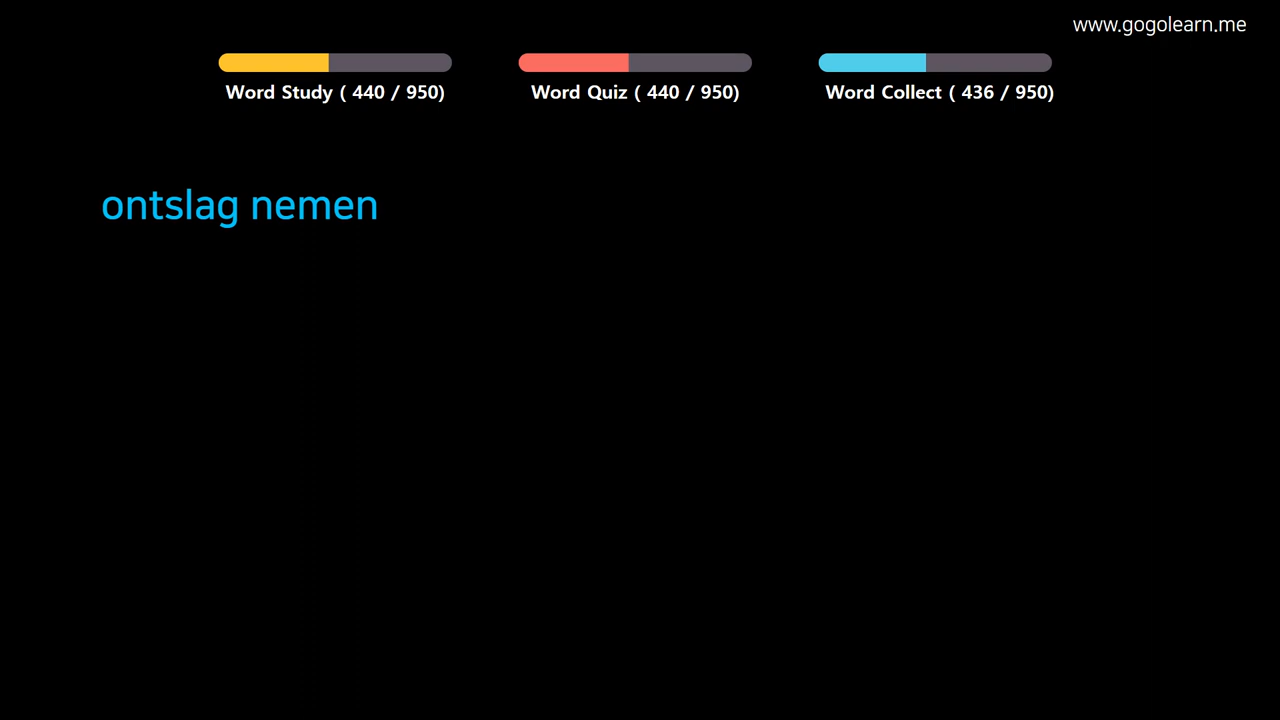 www.gogolearn.me
Word Study ( 440 / 950)
Word Quiz ( 440 / 950)
Word Collect ( 436 / 950)
ontslag nemen